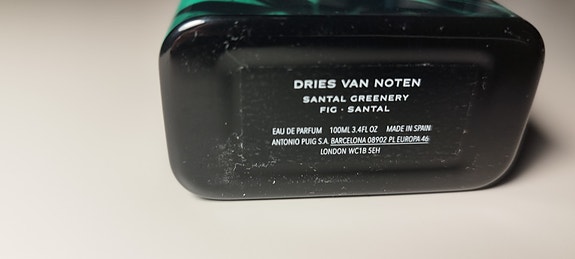 DRIES VAN NOTEN
SANTAL GREENERY
FIG · SANTAL
EAU DE PARFUM 100ML 3.4FL OZ MADE IN SPAIN
ANTONIO PUIG S.A. BARCELONA 08902 PL EUROPA 46
LONDON WC1B 5EH